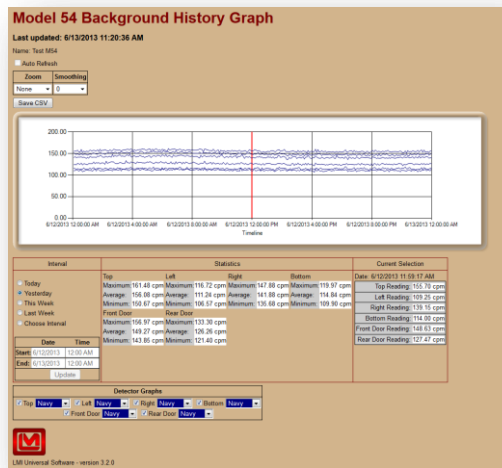 Model 54 Background History Graph
Last updated: 6/13/2013 11:20:36 AM
Name: Test M54
Auto Refresh
Zoom Smoothing
None 0
Save CSV
200.00
150.00
100.00
50.00
0.00
6/12/2013 12:00:00 AM 6/12/2013 4:00:00 AM 6/12/2013 8:00:00 AM 6/12/2013 12:00:00 PM 6/12/2013 4:00:00 PM 6/12/2013 8:00:00 PM 6/13/2013 12:00:00 AM
Timeline
Interval
Today
Yesterday
This Week
Last Week
Choose Interval
Date Time
Start: 6/12/2013 12:00 AM
End: 6/13/2013 12:00 AM
Update
Statistics
Top Left Right Bottom
Maximum: 161.48 cpm Maximum: 116.72 cpm Maximum: 147.80 cpm Maximum: 119.97 cpm
Average: 156.08 cpm Average: 111.24 cpm Average: 141.88 cpm Average: 114.84 cpm
Minimum: 150.67 cpm Minimum: 106.57 cpm Minimum: 135.68 cpm Minimum: 109.90 cpm
Front Door Rear Door
Maximum: 156.97 cpm Maximum: 133.30 cpm
Average: 149.27 cpm Average: 126.26 cpm
Minimum: 143.85 cpm Minimum: 121.40 cpm
Current Selection
Date: 6/12/2013 11:59:17 AM
Top Reading: 155.70 cpm
Left Reading: 109.25 cpm
Right Reading: 139.15 cpm
Bottom Reading: 114.00 cpm
Front Door Reading: 148.63 cpm
Rear Door Reading: 127.47 cpm
Detector Graphs
Top Navy Left Navy Right Navy Bottom Navy
Front Door Navy Rear Door Navy
LMI Universal Software - version 3.2.0